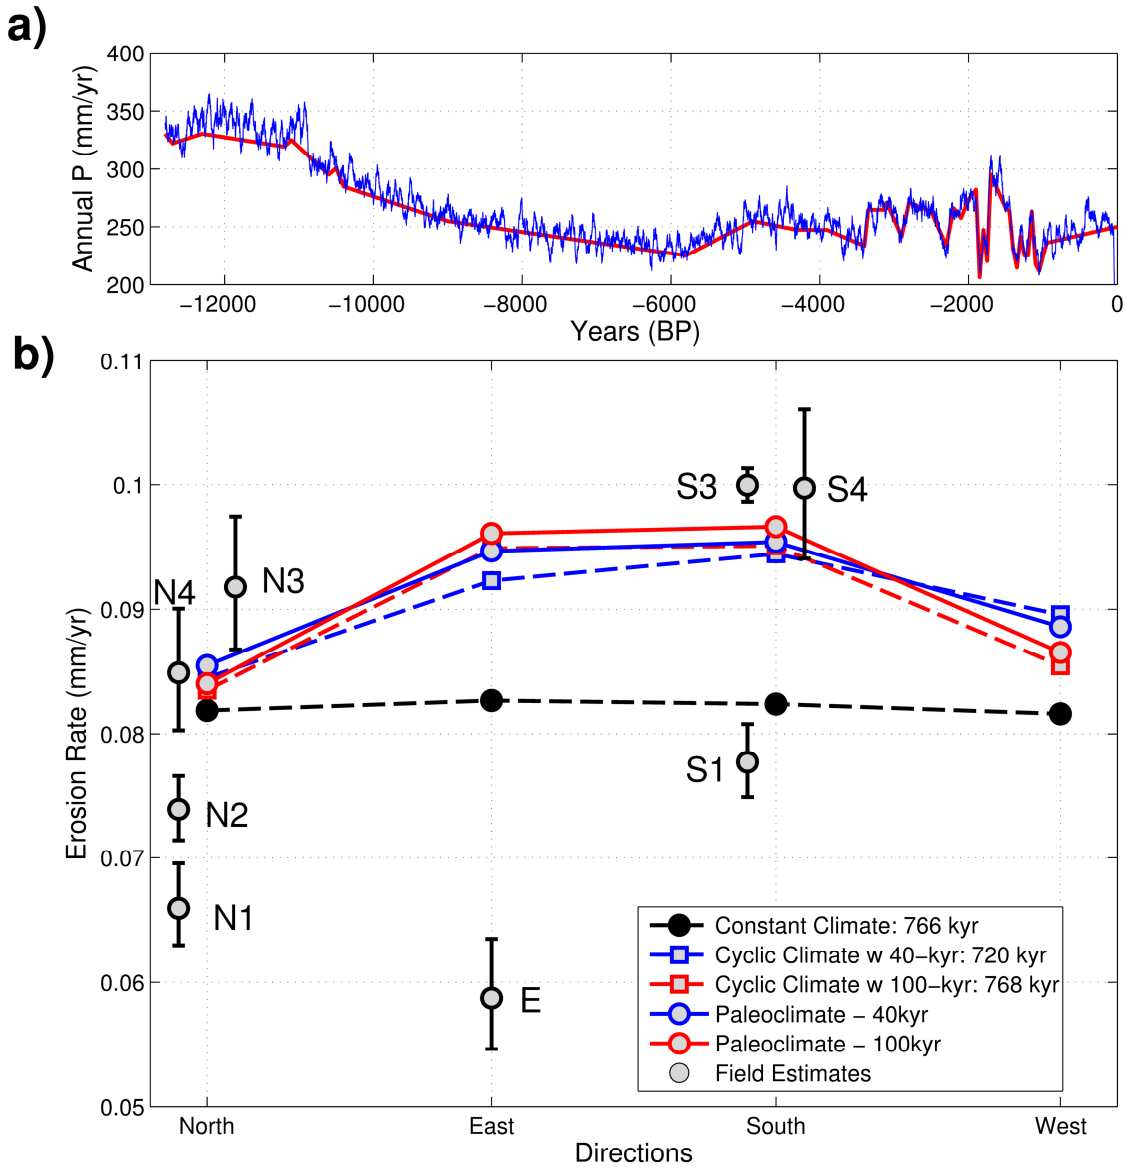 a)
400
350
300
250
200
Annual P (mm/yr)
−12000 −10000 −8000 −6000 −4000 −2000 0
Years (BP)
b)
0.11
0.1
0.09
0.08
0.07
0.06
0.05
Erosion Rate (mm/yr)
S3
S4
N4
N3
S1
N2
N1
E
Constant Climate: 766 kyr
Cyclic Climate w 40−kyr: 720 kyr
Cyclic Climate w 100−kyr: 768 kyr
Paleoclimate − 40kyr
Paleoclimate − 100kyr
Field Estimates
North East South West
Directions